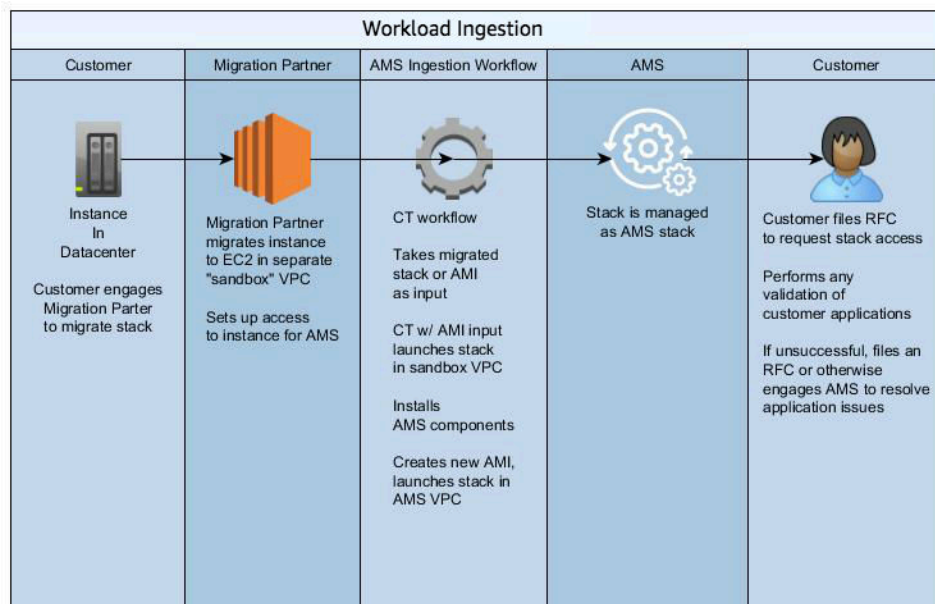 Workload Ingestion
Customer
Migration Partner
AMS Ingestion Workflow
AMS
Customer
Instance
In
Datacenter
Customer engages
Migration Parter
to migrate stack
Migration Partner
migrates instance
to EC2 in separate
"sandbox" VPC
Sets up access
to instance for AMS
CT workflow
Takes migrated
stack or AMI
as input
CT w/ AMI input
launches stack
in sandbox VPC
Installs
AMS components
Creates new AMI,
launches stack in
AMS VPC
Stack is managed
as AMS stack
Customer files RFC
to request stack access
Performs any
validation of
customer applications
If unsuccessful, files an
RFC or otherwise
engages AMS to resolve
application issues